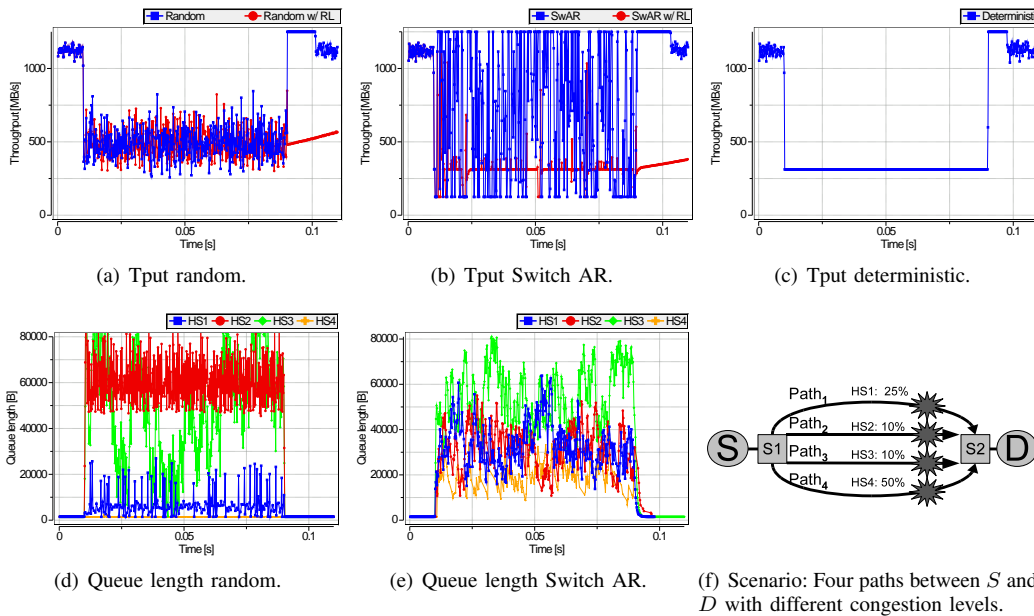 Random
Random w/ RL
Throughput [MB/s]
1000
500
0
0
0.05
0.1
Time [s]
(a) Tput random.
SwAR
SwAR w/ RL
Throughput [MB/s]
1000
500
0
0
0.05
0.1
Time [s]
(b) Tput Switch AR.
Deterministic
Throughput [MB/s]
1000
500
0
0
0.05
0.1
Time [s]
(c) Tput deterministic.
HS1
HS2
HS3
HS4
Queue length [B]
80000
60000
40000
20000
0
0
0.05
0.1
Time [s]
(d) Queue length random.
HS1
HS2
HS3
HS4
Queue length [B]
80000
60000
40000
20000
0
0
0.05
0.1
Time [s]
(e) Queue length Switch AR.
Path1
HS1: 25%
Path2
HS2: 10%
S
S1
S2
D
Path3
HS3: 10%
Path4
HS4: 50%
(f) Scenario: Four paths between S and
D with different congestion levels.